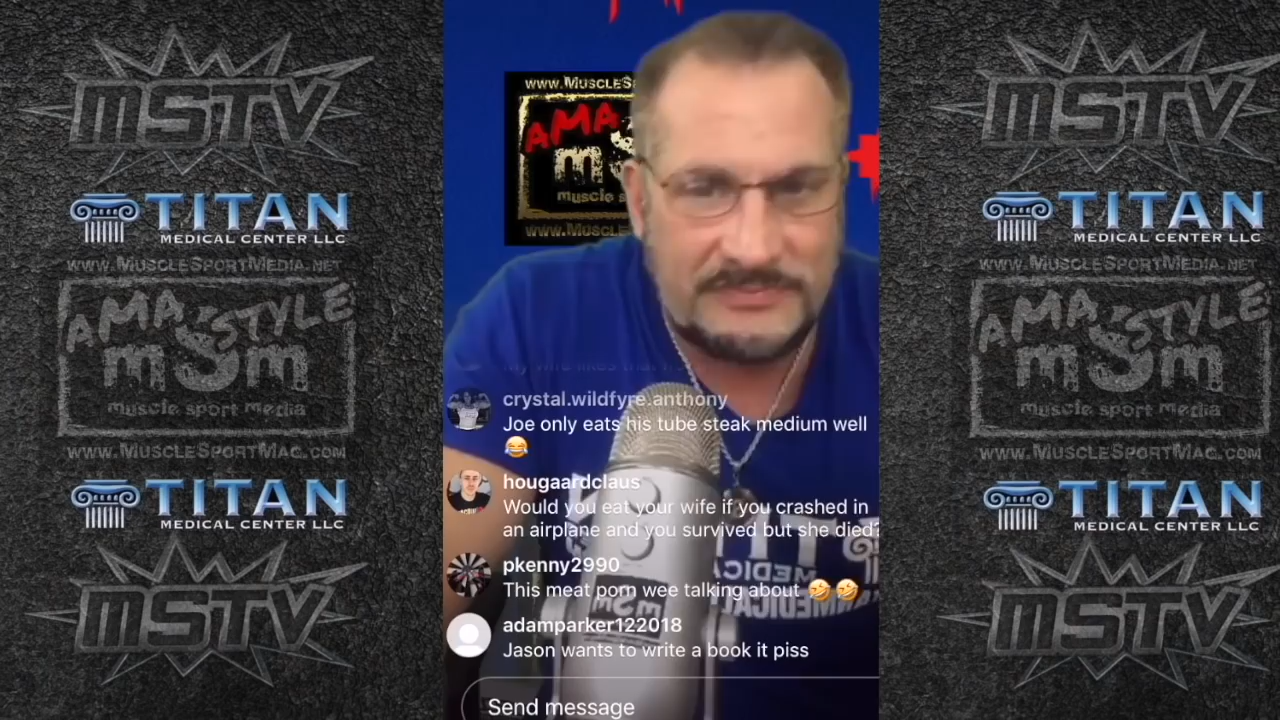 MSTV
TITAN
MEDICAL CENTER LLC
www.MuscleSportMedia.net
AMA STYLE
mSm
muscle sport media
www.MuscleSportMag.com
TITAN
MEDICAL CENTER LLC
MSTV
www.MuscleS
AMA
mS
muscle s
www.Muscle
crystal.wildfyre.anthony
Joe only eats his tube steak medium well
😂
hougaardclaus
Would you eat your wife if you crashed in
an airplane and you survived but she died?
pkenny2990
This meat porn wee talking about 🤣🤣
adamparker122018
Jason wants to write a book it piss
Send message
MSTV
TITAN
MEDICAL CENTER LLC
www.MuscleSportMedia.net
AMA STYLE
mSm
muscle sport media
www.MuscleSportMag.com
TITAN
MEDICAL CENTER LLC
MSTV